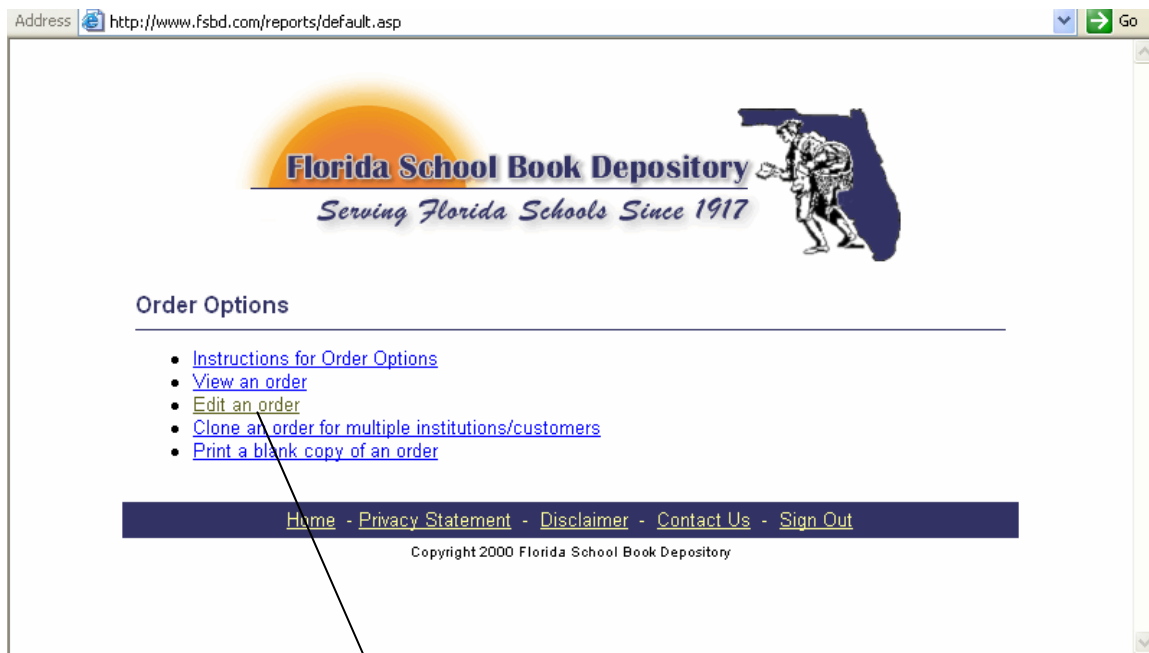 Address http://www.fsbd.com/reports/default.asp Go
Florida School Book Depository
Serving Florida Schools Since 1917
Order Options
Instructions for Order Options
View an order
Edit an order
Clone an order for multiple institutions/customers
Print a blank copy of an order
Home - Privacy Statement - Disclaimer - Contact Us - Sign Out
Copyright 2000 Florida School Book Depository